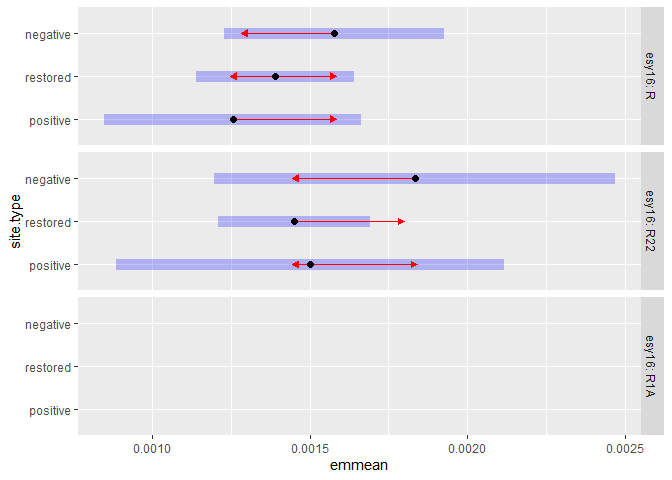 negative
restored
positive
esy16: R
negative
restored
positive
esy16: R22
negative
restored
positive
esy16: R1A
site.type
0.0010
0.0015
0.0020
0.0025
emmean